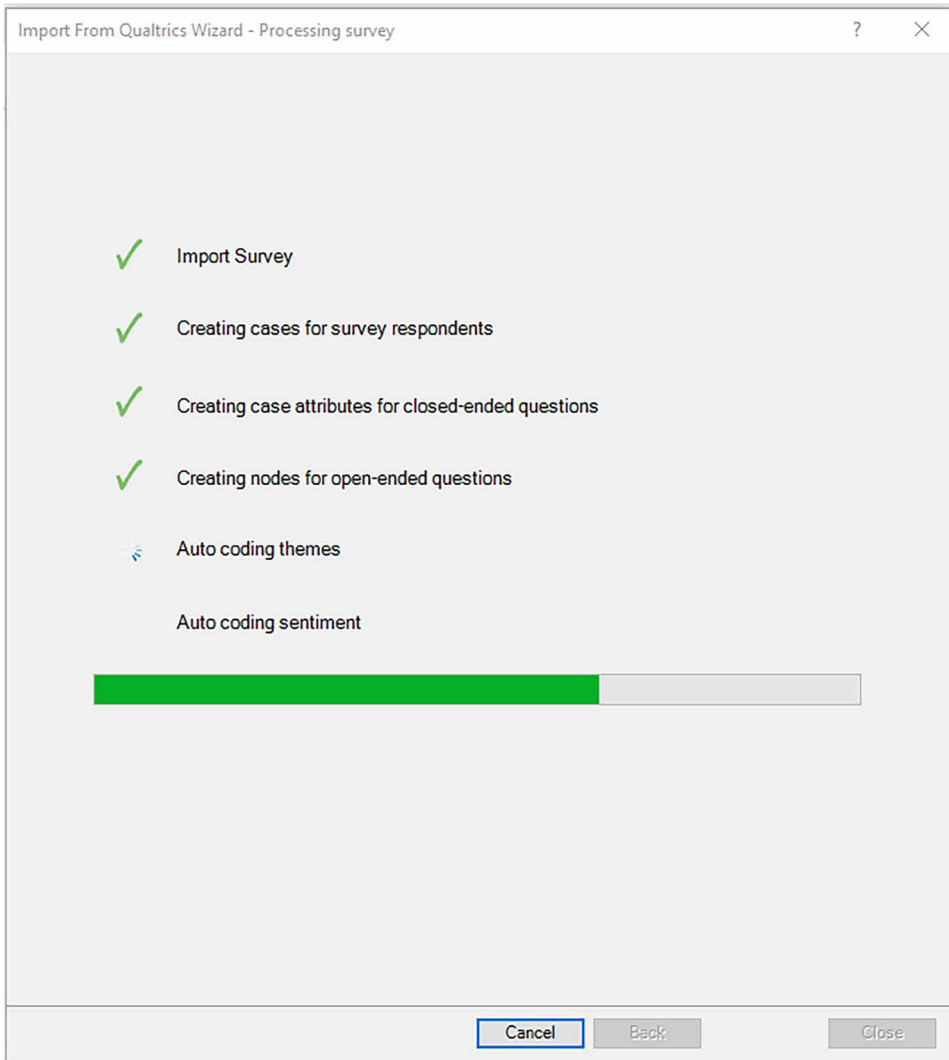 Import From Qualtrics Wizard - Processing survey ?
Import Survey
Creating cases for survey respondents
Creating case attributes for closed-ended questions
Creating nodes for open-ended questions
Auto coding themes
Auto coding sentiment
Cancel Back Close